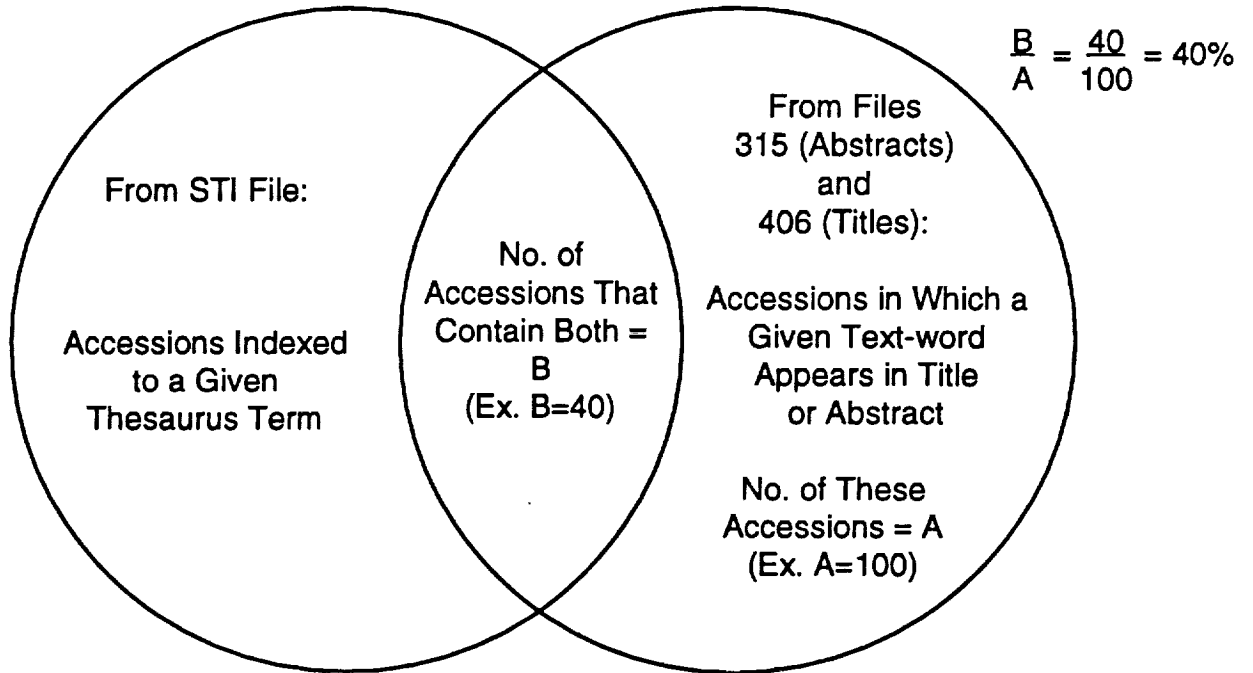 From STI File:
Accessions Indexed
to a Given
Thesaurus Term
No. of
Accessions That
Contain Both =
B
(Ex. B=40)
From Files
315 (Abstracts)
and
406 (Titles):
Accessions in Which a
Given Text-word
Appears in Title
or Abstract
No. of These
Accessions = A
(Ex. A=100)
B/A = 40/100 = 40%